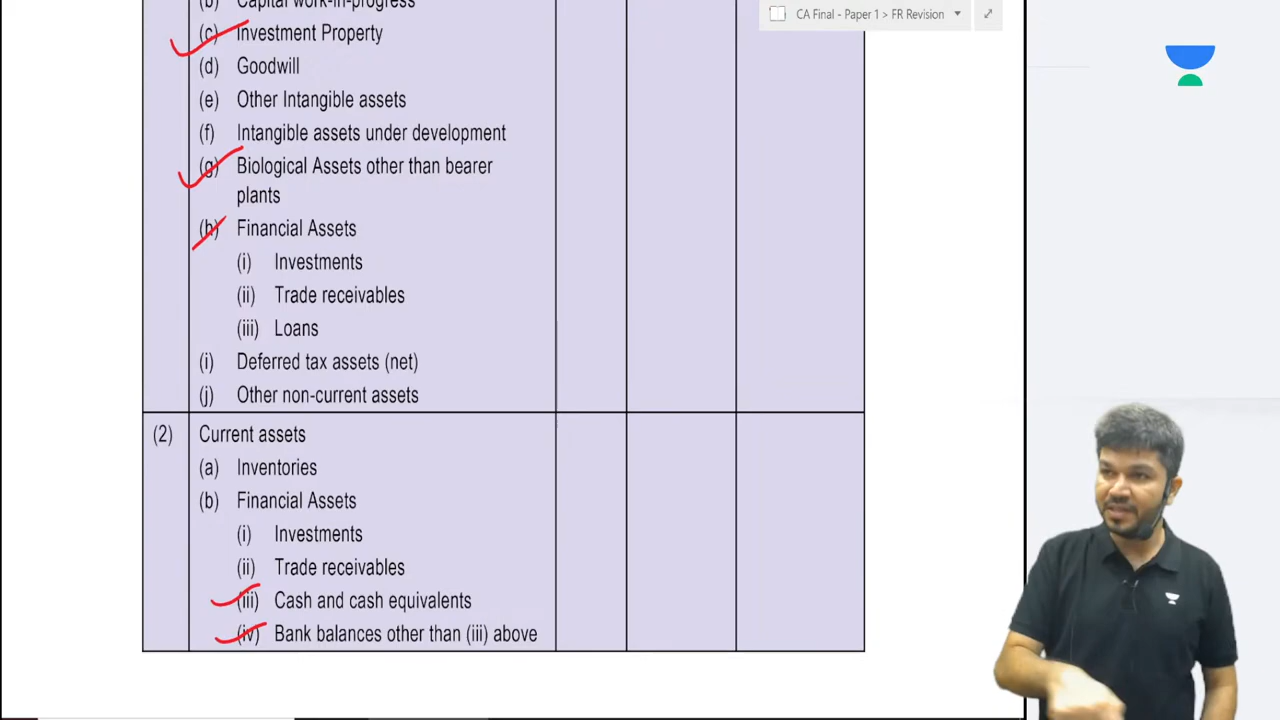 (b) Capital work-in-progress
CA Final - Paper 1 > FR Revision
(c) Investment Property
(d) Goodwill
(e) Other Intangible assets
(f) Intangible assets under development
(g) Biological Assets other than bearer
plants
(h) Financial Assets
(i) Investments
(ii) Trade receivables
(iii) Loans
(i) Deferred tax assets (net)
(j) Other non-current assets
(2) Current assets
(a) Inventories
(b) Financial Assets
(i) Investments
(ii) Trade receivables
(iii) Cash and cash equivalents
(iv) Bank balances other than (iii) above